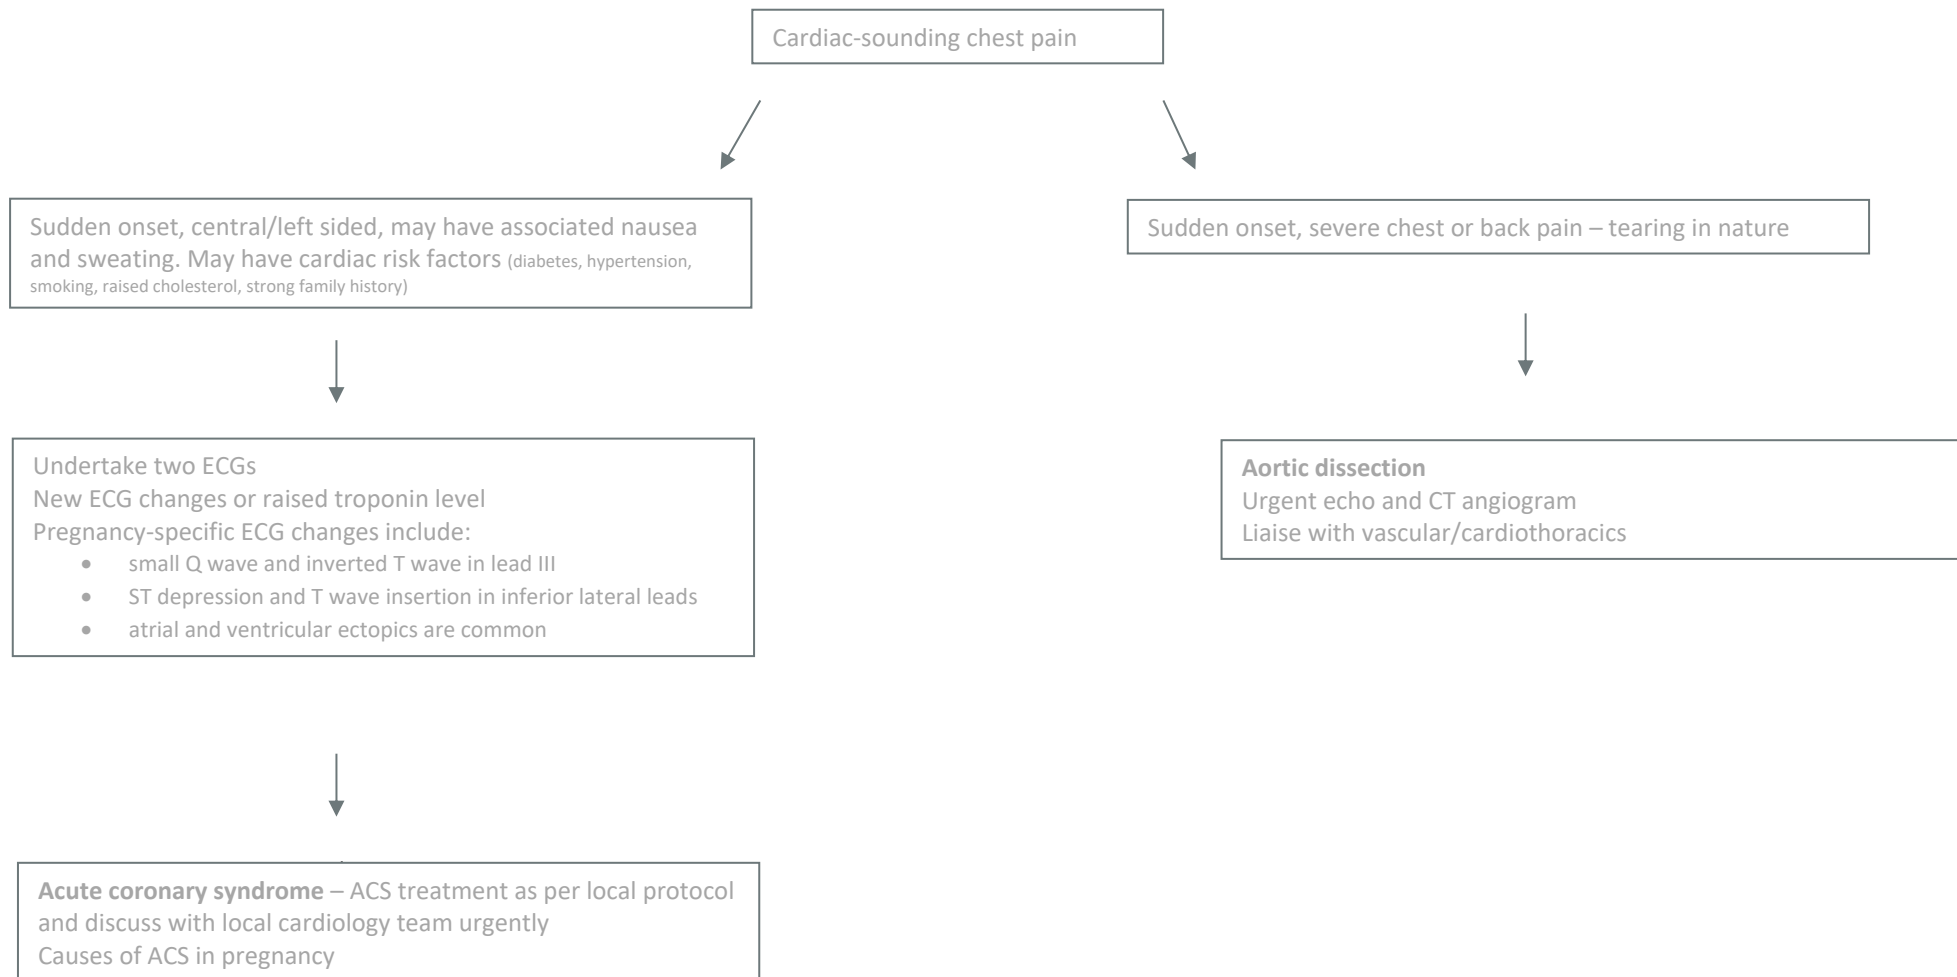 Cardiac-sounding chest pain
Sudden onset, central/left sided, may have associated nausea
and sweating. May have cardiac risk factors (diabetes, hypertension,
smoking, raised cholesterol, strong family history)
Sudden onset, severe chest or back pain – tearing in nature
Undertake two ECGs
New ECG changes or raised troponin level
Pregnancy-specific ECG changes include:
• small Q wave and inverted T wave in lead III
• ST depression and T wave insertion in inferior lateral leads
• atrial and ventricular ectopics are common
Aortic dissection
Urgent echo and CT angiogram
Liaise with vascular/cardiothoracics
Acute coronary syndrome – ACS treatment as per local protocol
and discuss with local cardiology team urgently
Causes of ACS in pregnancy